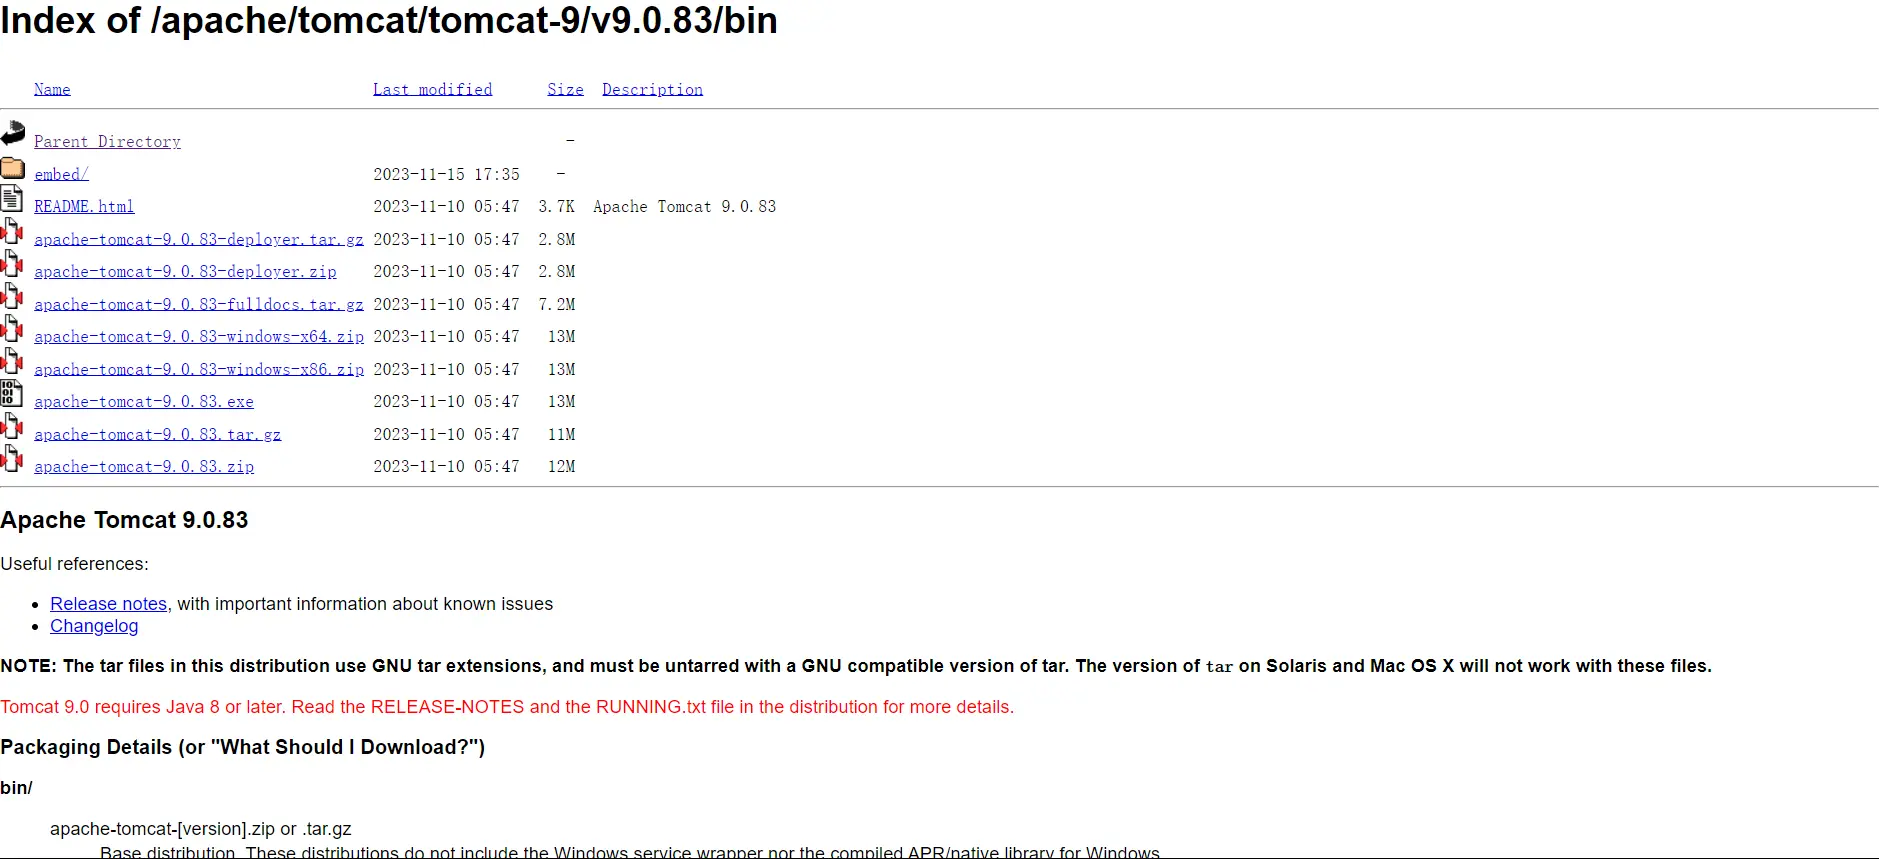 Index of /apache/tomcat/tomcat-9/v9.0.83/bin
Name Last modified Size Description
Parent Directory -
embed/ 2023-11-15 17:35 -
README.html 2023-11-10 05:47 3.7K Apache Tomcat 9.0.83
apache-tomcat-9.0.83-deployer.tar.gz 2023-11-10 05:47 2.8M
apache-tomcat-9.0.83-deployer.zip 2023-11-10 05:47 2.8M
apache-tomcat-9.0.83-fulldocs.tar.gz 2023-11-10 05:47 7.2M
apache-tomcat-9.0.83-windows-x64.zip 2023-11-10 05:47 13M
apache-tomcat-9.0.83-windows-x86.zip 2023-11-10 05:47 13M
apache-tomcat-9.0.83.exe 2023-11-10 05:47 13M
apache-tomcat-9.0.83.tar.gz 2023-11-10 05:47 11M
apache-tomcat-9.0.83.zip 2023-11-10 05:47 12M
Apache Tomcat 9.0.83
Useful references:
• Release notes, with important information about known issues
• Changelog
NOTE: The tar files in this distribution use GNU tar extensions, and must be untarred with a GNU compatible version of tar. The version of tar on Solaris and Mac OS X will not work with these files.
Tomcat 9.0 requires Java 8 or later. Read the RELEASE-NOTES and the RUNNING.txt file in the distribution for more details.
Packaging Details (or "What Should I Download?")
bin/
apache-tomcat-[version].zip or .tar.gz
Base distribution. These distributions do not include the Windows service wrapper nor the compiled APR/native library for Windows.